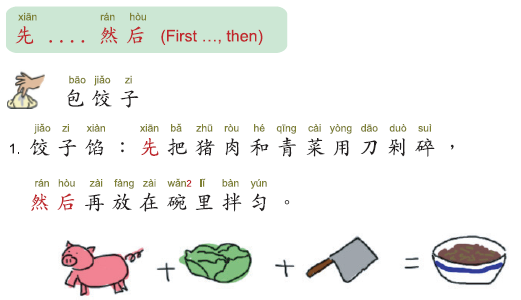 xiān rán hòu
先 .... 然后 (First ..., then)
bāo jiǎo zi
包饺子
jiǎo zi xiàn xiān bǎ zhū ròu hé qīng cài yòng dāo duò suì
1. 饺子馅：先把猪肉和青菜用刀剁碎，
rán hòu zài fàng zài wǎn2 lǐ bàn yún
然后再放在碗里拌匀。